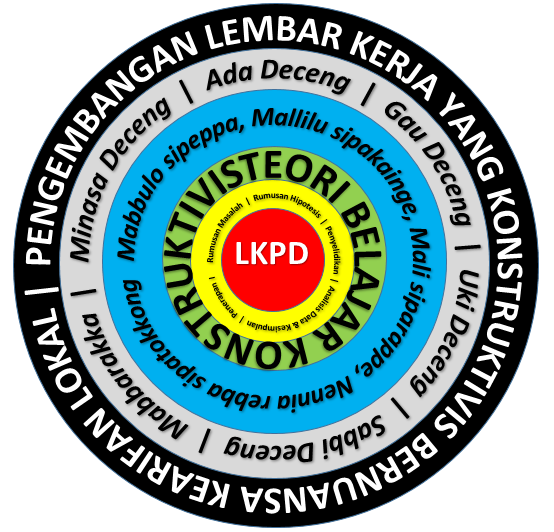 PENGEMBANGAN LEMBAR KERJA YANG KONSTRUKTIVIS BERNUANSA KEARIFAN LOKAL |
Minasa Deceng | Ada Deceng | Gau Deceng | Uki Deceng | Sabbi Deceng | Mabbarakka |
Mabbulo sipeppa, Mallilu sipakainge, Mali siparappe, Nennia rebba sipatokkong
TEORI BELAJAR KONSTRUKTIVIS
Rumusan Masalah | Rumusan Hipotesis | Penyelidikan | Analisis Data & Kesimpulan | Penerapan |
LKPD